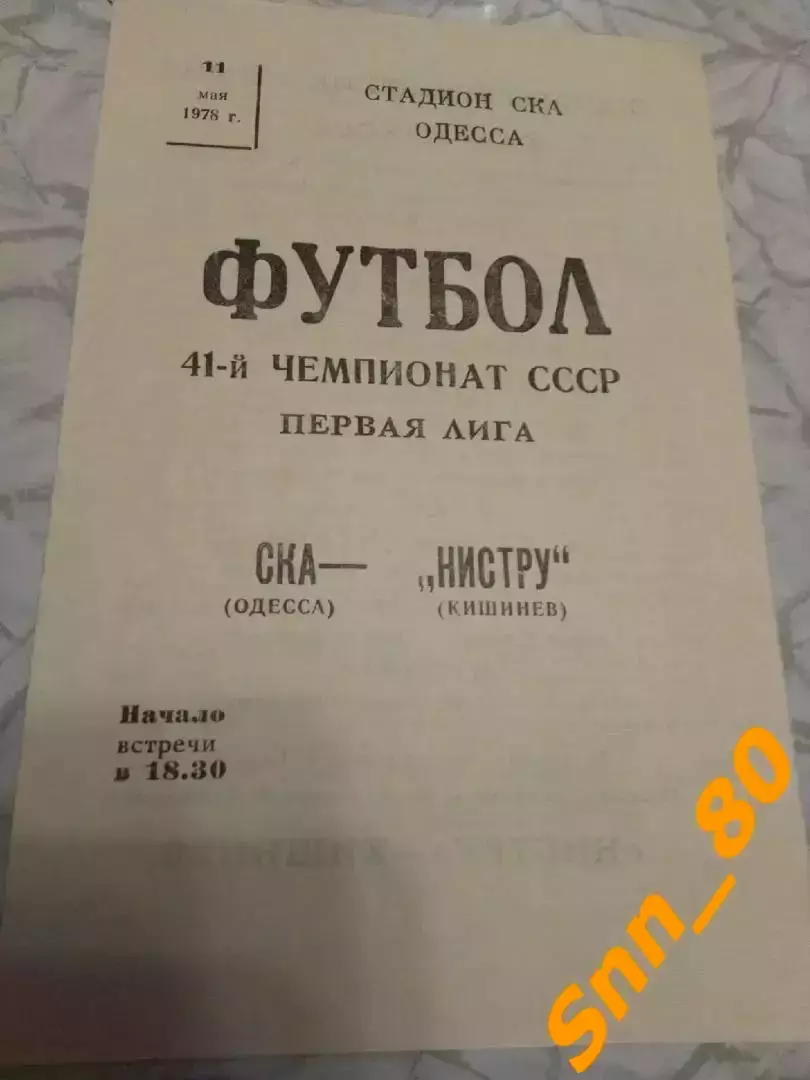 11
мая
1978 г.
СТАДИОН СКА
ОДЕССА
ФУТБОЛ
41-й ЧЕМПИОНАТ СССР
ПЕРВАЯ ЛИГА
СКА— „НИСТРУ“
(ОДЕССА) (КИШИНЕВ)
Начало
встречи
в 18.30
Snn_80